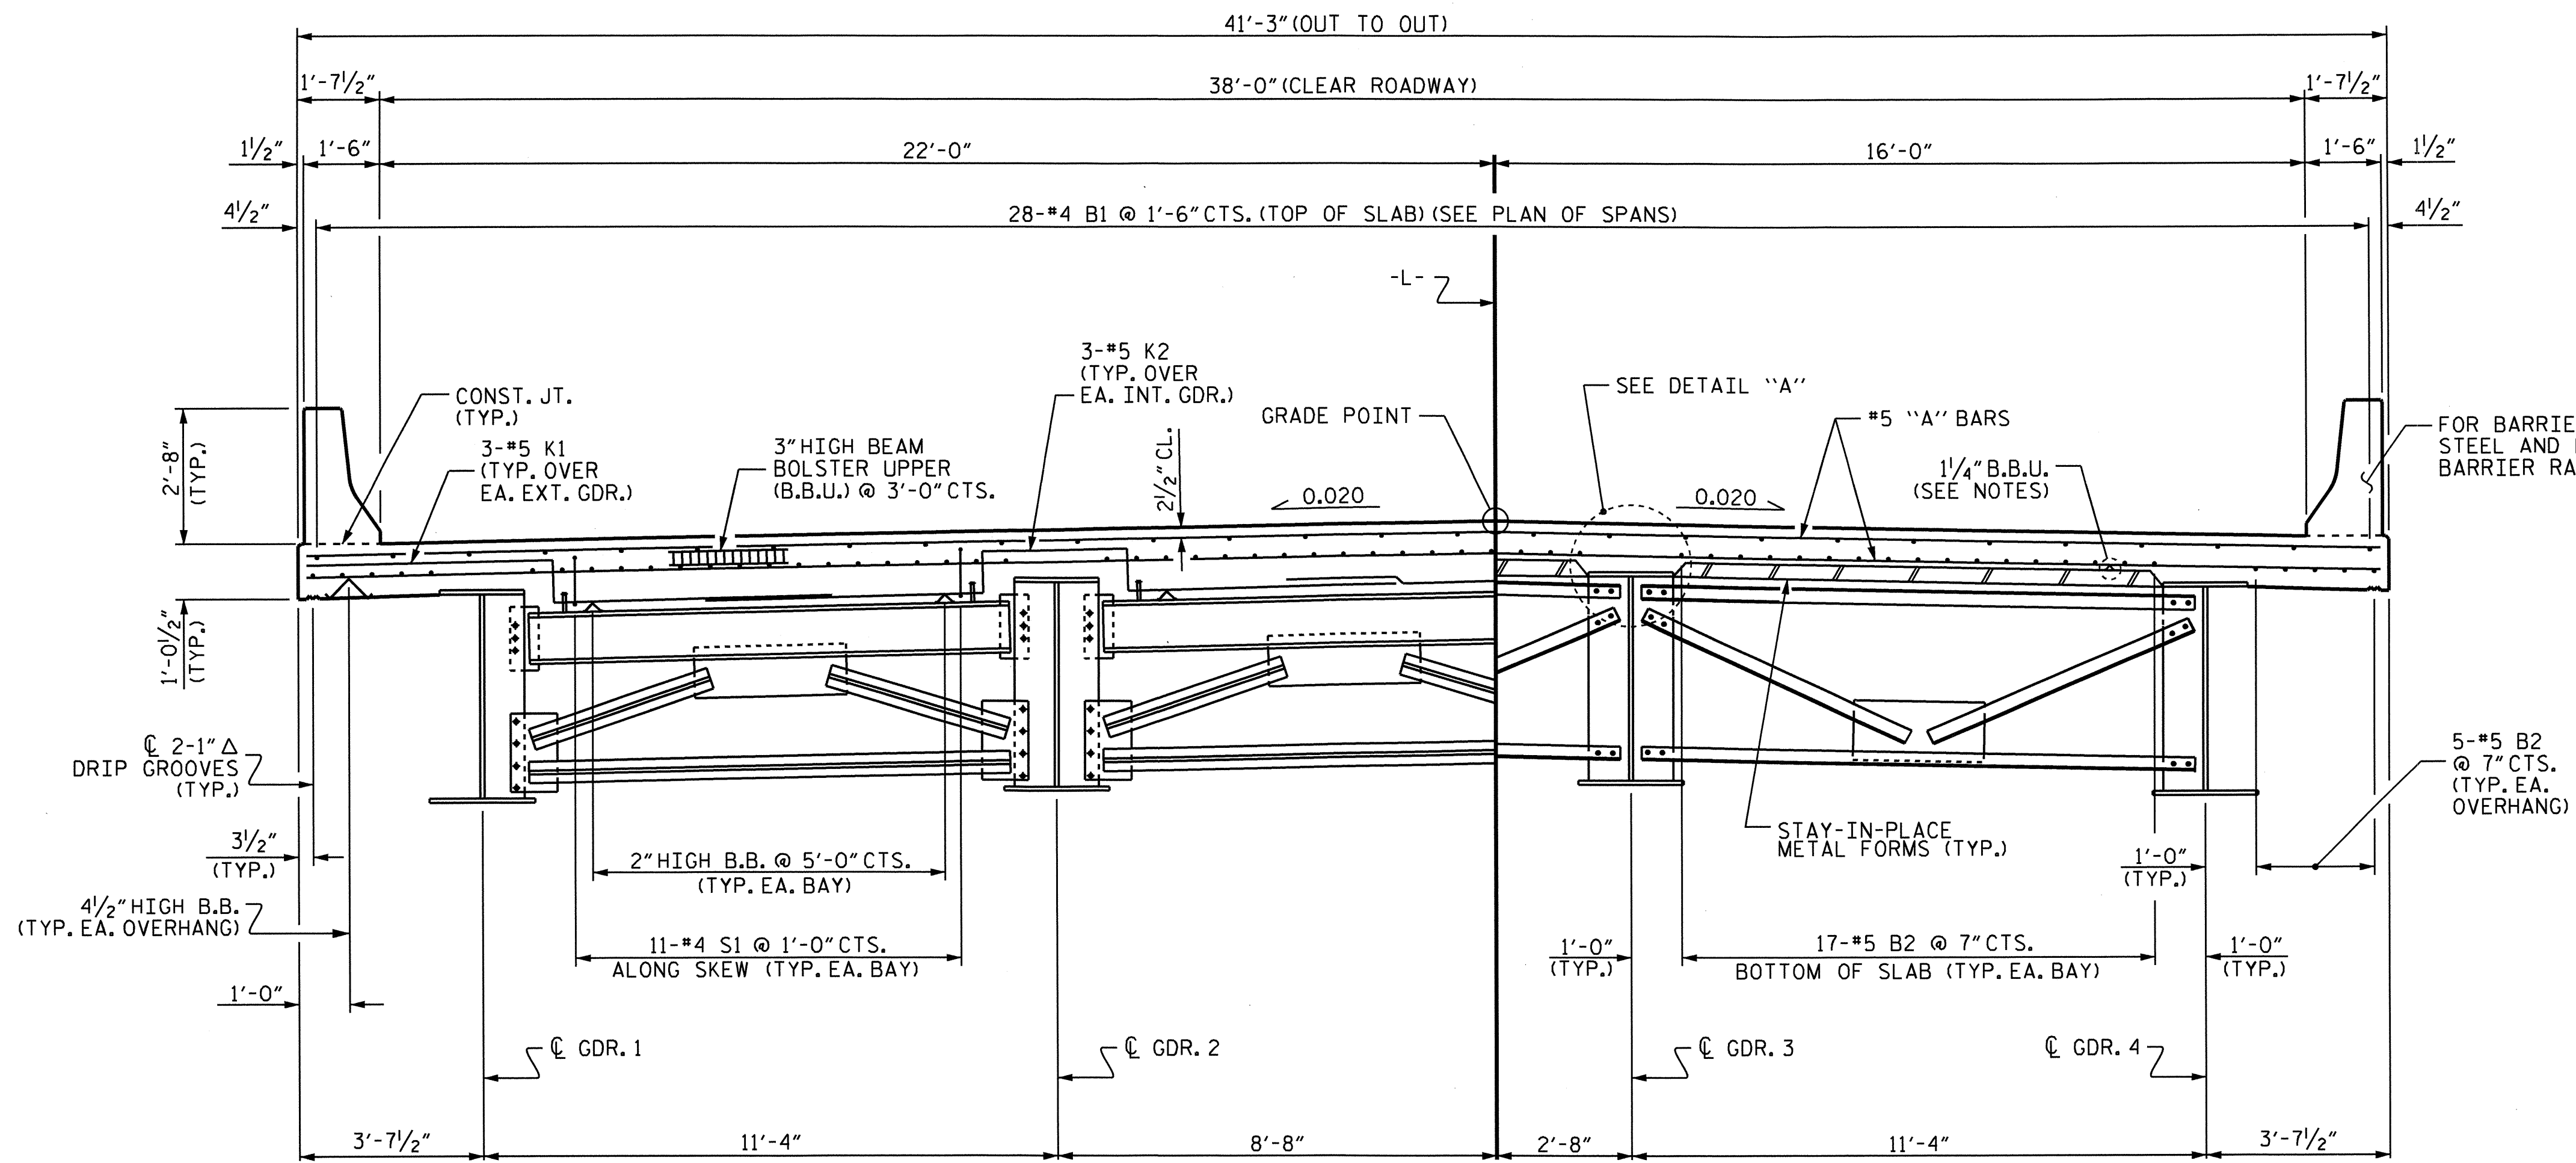 41'-3" (OUT TO OUT)
1'-7½"
38'-0" (CLEAR ROADWAY)
1'-7½"
1½"
1'-6"
22'-0"
16'-0"
1'-6"
1½"
4½"
28-#4 B1 @ 1'-6" CTS. (TOP OF SLAB) (SEE PLAN OF SPANS)
4½"
-L-
2'-8"
(TYP.)
CONST. JT.
(TYP.)
3-#5 K1
(TYP. OVER
EA. EXT. GDR.)
3" HIGH BEAM
BOLSTER UPPER
(B.B.U.) @ 3'-0" CTS.
3-#5 K2
(TYP. OVER
EA. INT. GDR.)
2½" CL.
GRADE POINT
0.020
SEE DETAIL "A"
0.020
#5 "A" BARS
1¼" B.B.U.
(SEE NOTES)
FOR BARRIE
STEEL AND
BARRIER RA
1'-0½"
(TYP.)
℄ 2-1" Δ
DRIP GROOVES
(TYP.)
3½"
(TYP.)
4½" HIGH B.B.
(TYP. EA. OVERHANG)
1'-0"
2" HIGH B.B. @ 5'-0" CTS.
(TYP. EA. BAY)
11-#4 S1 @ 1'-0" CTS.
ALONG SKEW (TYP. EA. BAY)
STAY-IN-PLACE
METAL FORMS (TYP.)
1'-0"
(TYP.)
5-#5 B2
@ 7" CTS.
(TYP. EA.
OVERHANG)
1'-0"
(TYP.)
17-#5 B2 @ 7" CTS.
BOTTOM OF SLAB (TYP. EA. BAY)
1'-0"
(TYP.)
℄ GDR. 1
℄ GDR. 2
℄ GDR. 3
℄ GDR. 4
3'-7½"
11'-4"
8'-8"
2'-8"
11'-4"
3'-7½"